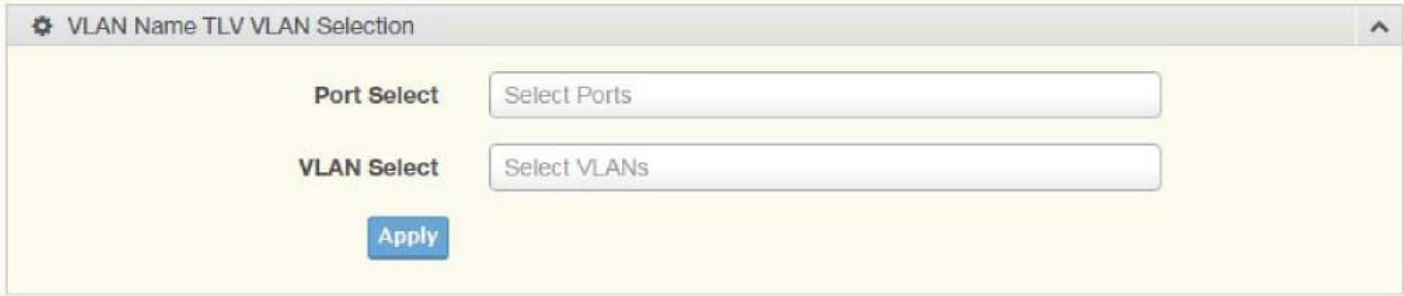 VLAN Name TLV VLAN Selection
Port Select Select Ports
VLAN Select Select VLANs
Apply